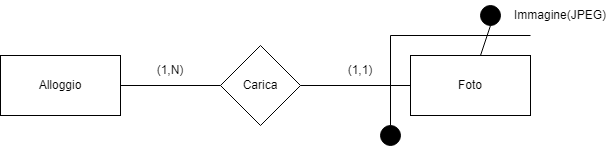 Immagine(JPEG)
Alloggio
(1,N)
Carica
(1,1)
Foto